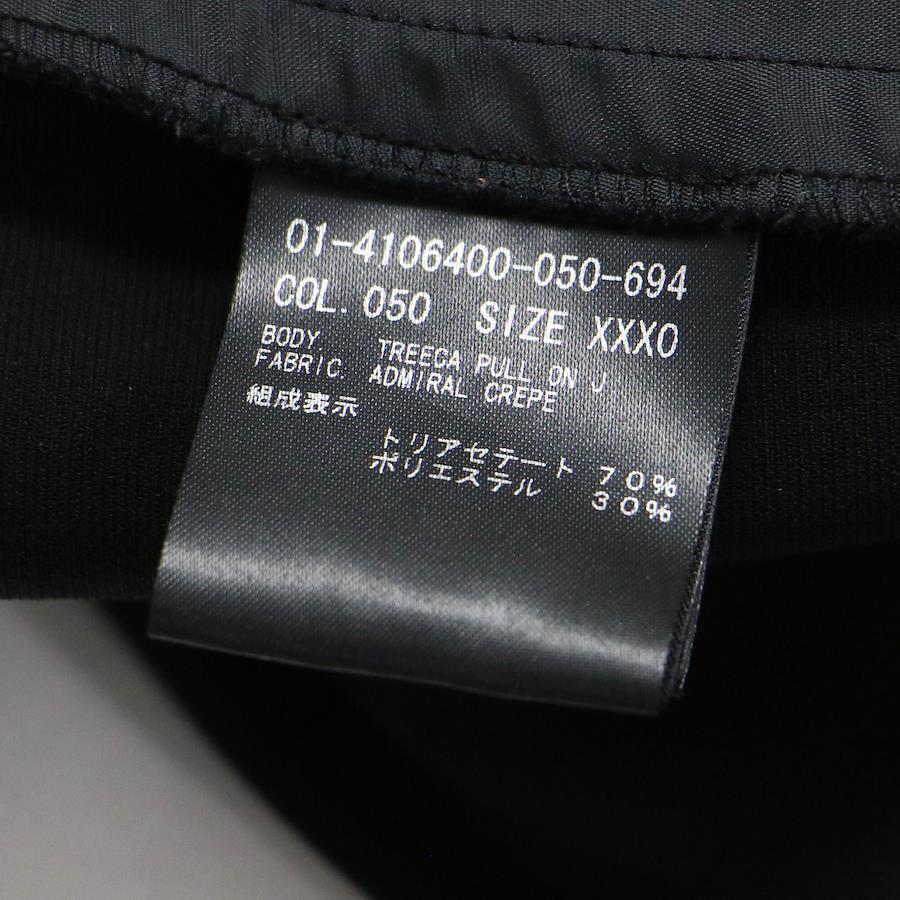 01-4106400-050-694
COL. 050 SIZE XXX0
BODY TREECA PULL ON J
FABRIC. ADMIRAL CREPE
組成表示
トリアセテート 70%
ポリエステル 30%